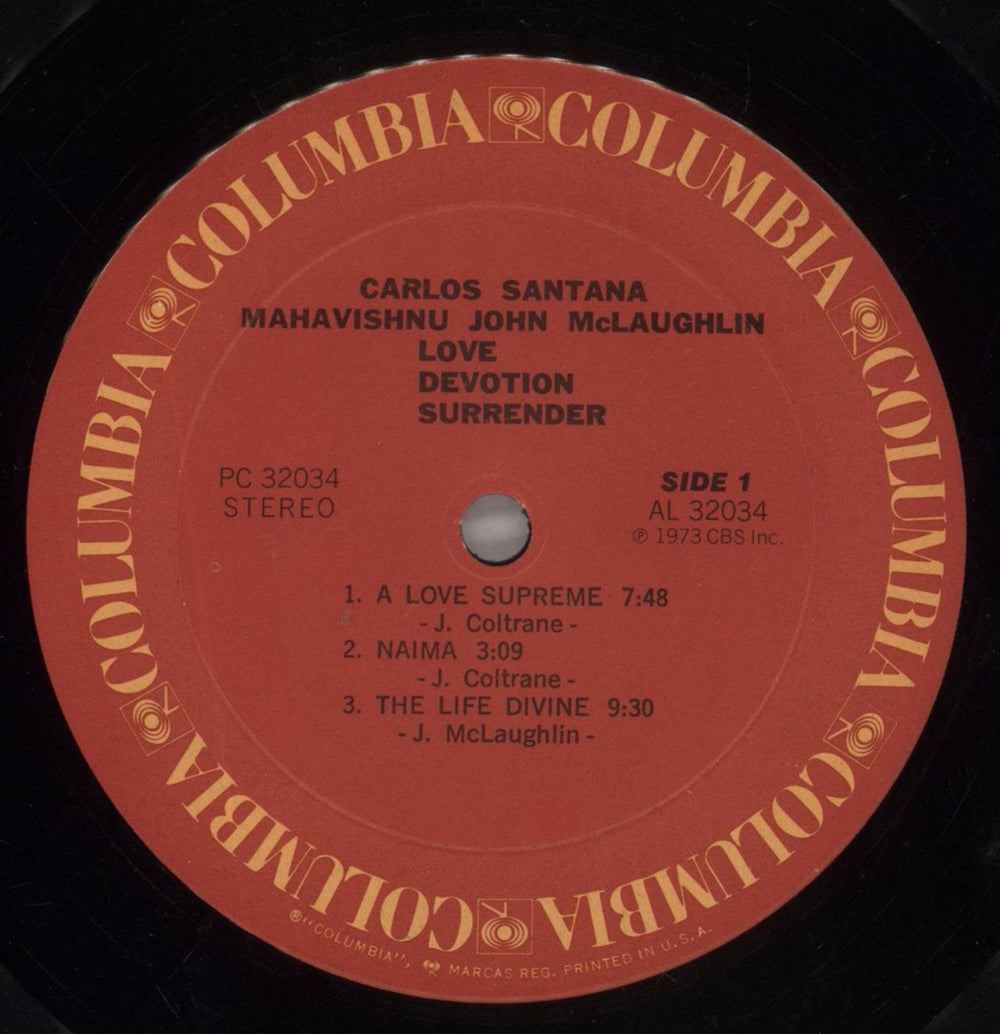 COLUMBIA COLUMBIA COLUMBIA COLUMBIA COLUMBIA COLUMBIA
CARLOS SANTANA
MAHAVISHNU JOHN McLAUGHLIN
LOVE
DEVOTION
SURRENDER
PC 32034
STEREO
SIDE 1
AL 32034
℗ 1973 CBS Inc.
1. A LOVE SUPREME 7:48
- J. Coltrane -
2. NAIMA 3:09
- J. Coltrane -
3. THE LIFE DIVINE 9:30
- J. McLaughlin -
®"COLUMBIA", MARCAS REG. PRINTED IN U.S.A.